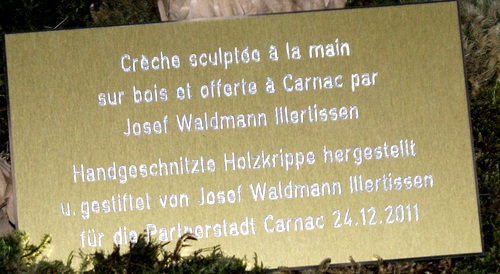 Crèche sculptée à la main
sur bois et offerte à Carnac par
Josef Waldmann Illertissen
Handgeschnitzte Holzkrippe hergestellt
u. gestiftet von Josef Waldmann Illertissen
für die Partnerstadt Carnac 24.12.2011